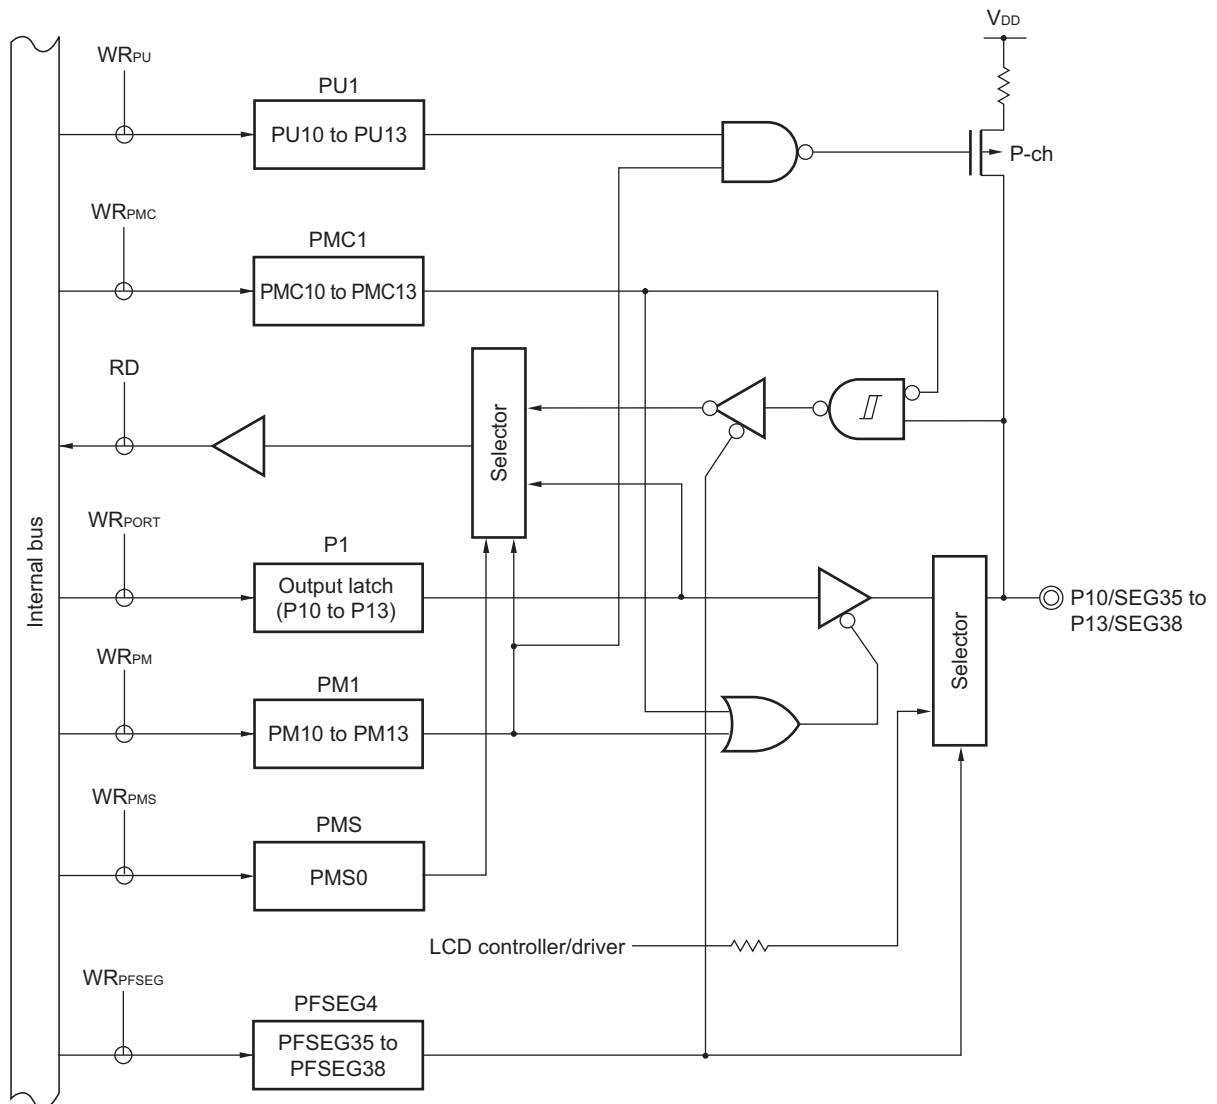 VDD
WRPU
PU1
PU10 to PU13
P-ch
WRPMC
PMC1
PMC10 to PMC13
RD
Selector
WRPORT
P1
Output latch
(P10 to P13)
Internal bus
Selector
P10/SEG35 to
P13/SEG38
WRPM
PM1
PM10 to PM13
WRPMS
PMS
PMS0
LCD controller/driver
WRPFSEG
PFSEG4
PFSEG35 to
PFSEG38